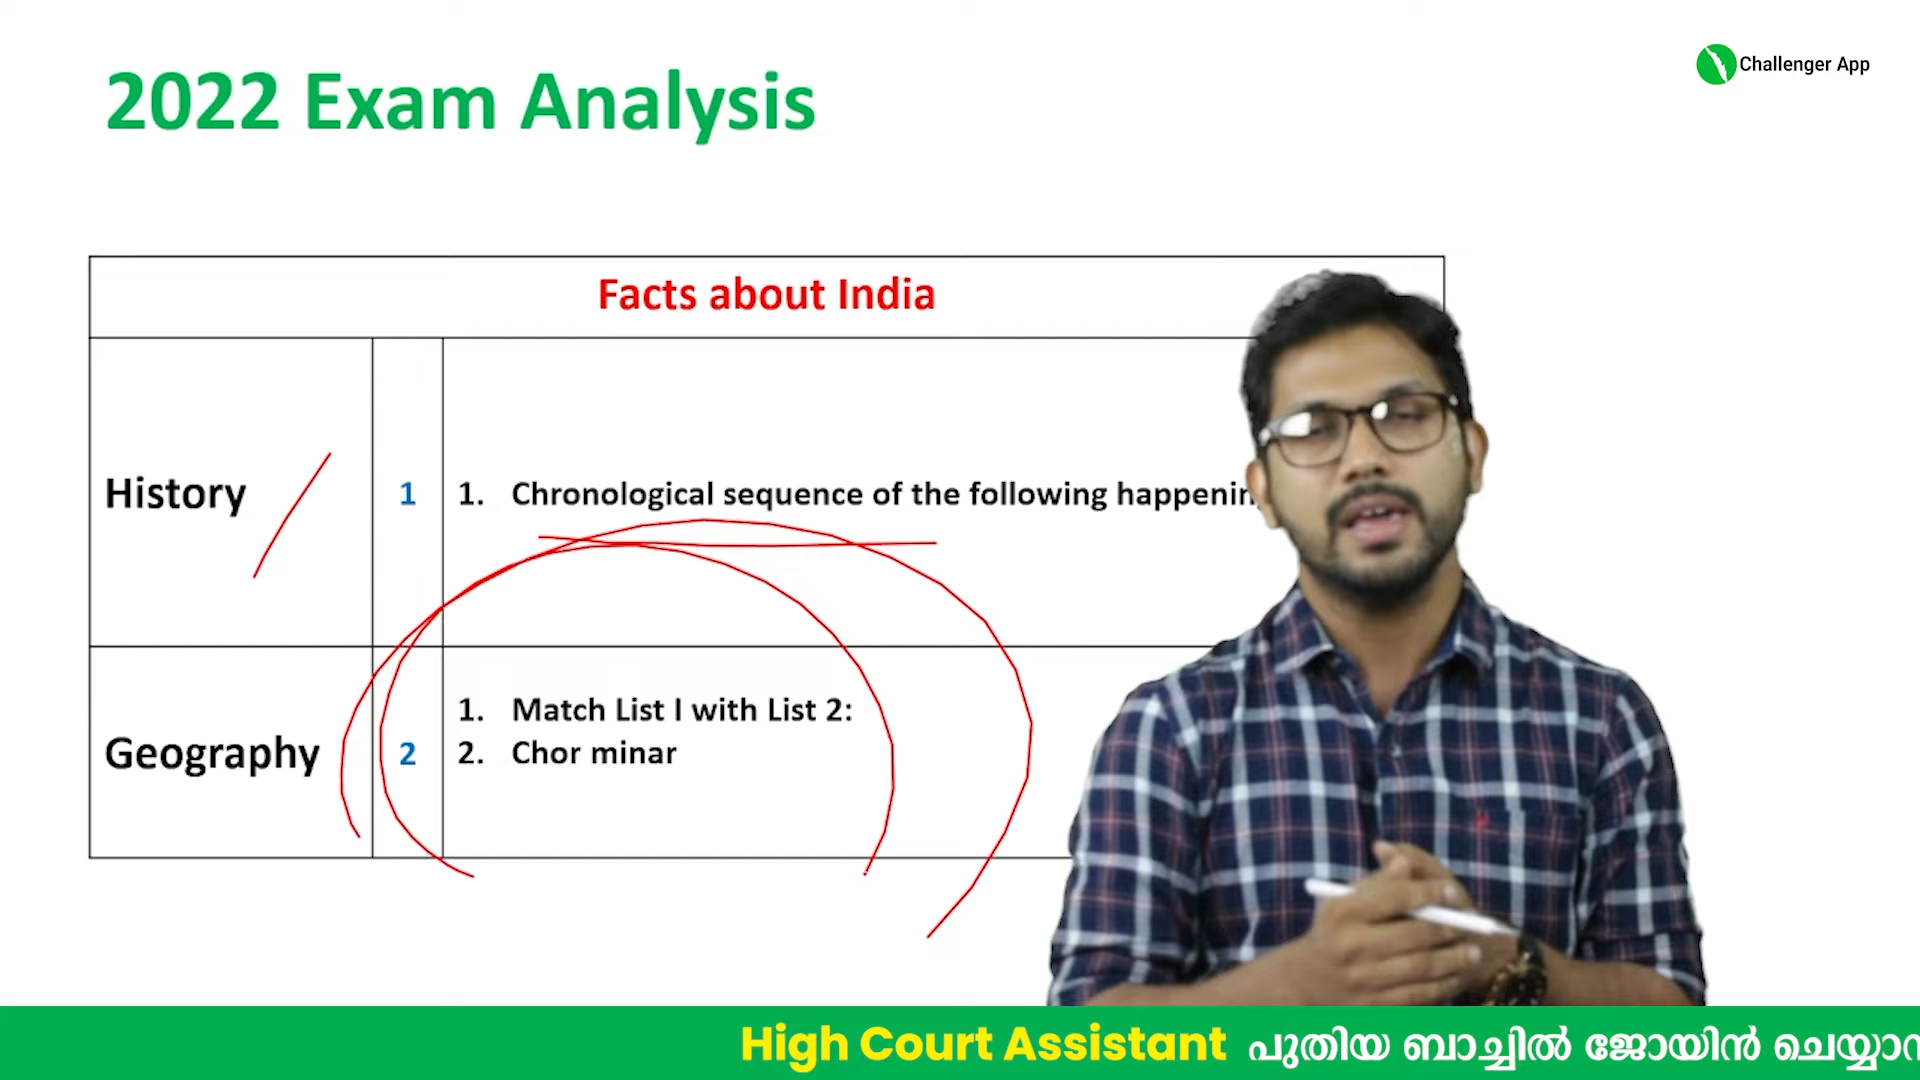 2022 Exam Analysis
Challenger App
Facts about India
History
1
1. Chronological sequence of the following
Geography
2
1. Match List I with List 2:
2. Chor minar
High Court Assistant പുതിയ ബാച്ചിൽ ജോയിൻ